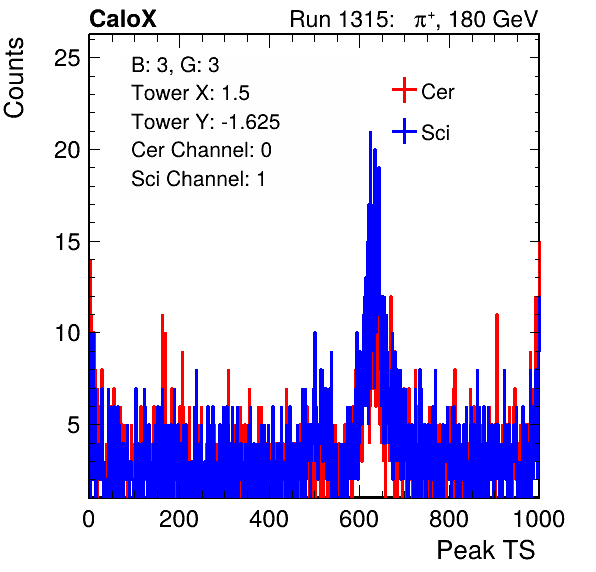 CaloX Run 1315: π⁺, 180 GeV
Counts
B: 3, G: 3
Tower X: 1.5
Tower Y: -1.625
Cer Channel: 0
Sci Channel: 1
Cer
Sci
25
20
15
10
5
0 200 400 600 800 1000
Peak TS